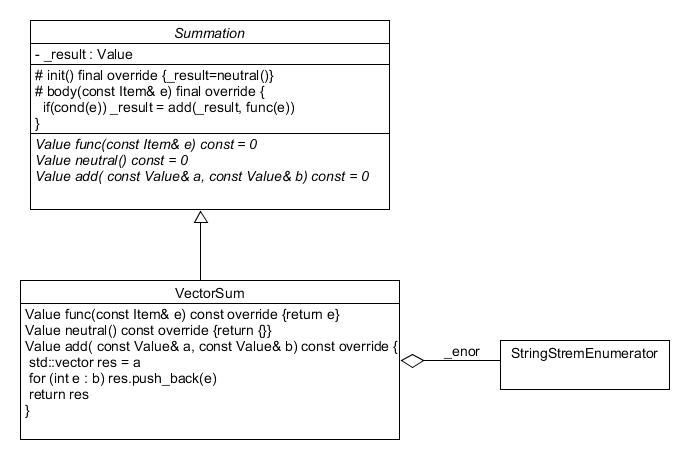 Summation
- _result : Value
# init() final override {_result=neutral()}
# body(const Item& e) final override {
if(cond(e)) _result = add(_result, func(e))
}
Value func(const Item& e) const = 0
Value neutral() const = 0
Value add( const Value& a, const Value& b) const = 0
VectorSum
Value func(const Item& e) const override {return e}
Value neutral() const override {return {}}
Value add( const Value& a, const Value& b) const override {
std::vector res = a
for (int e : b) res.push_back(e)
return res
}
_enor
StringStremEnumerator